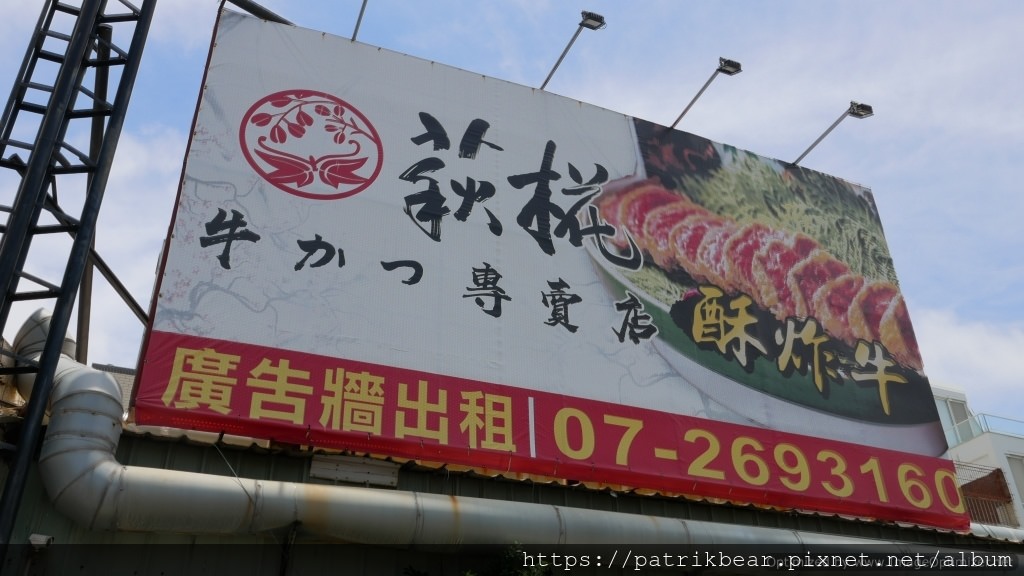 萩椛
牛かつ專賣店
酥炸牛
廣告牆出租 07-2693160
https://patrikbear.pixnet.net/album